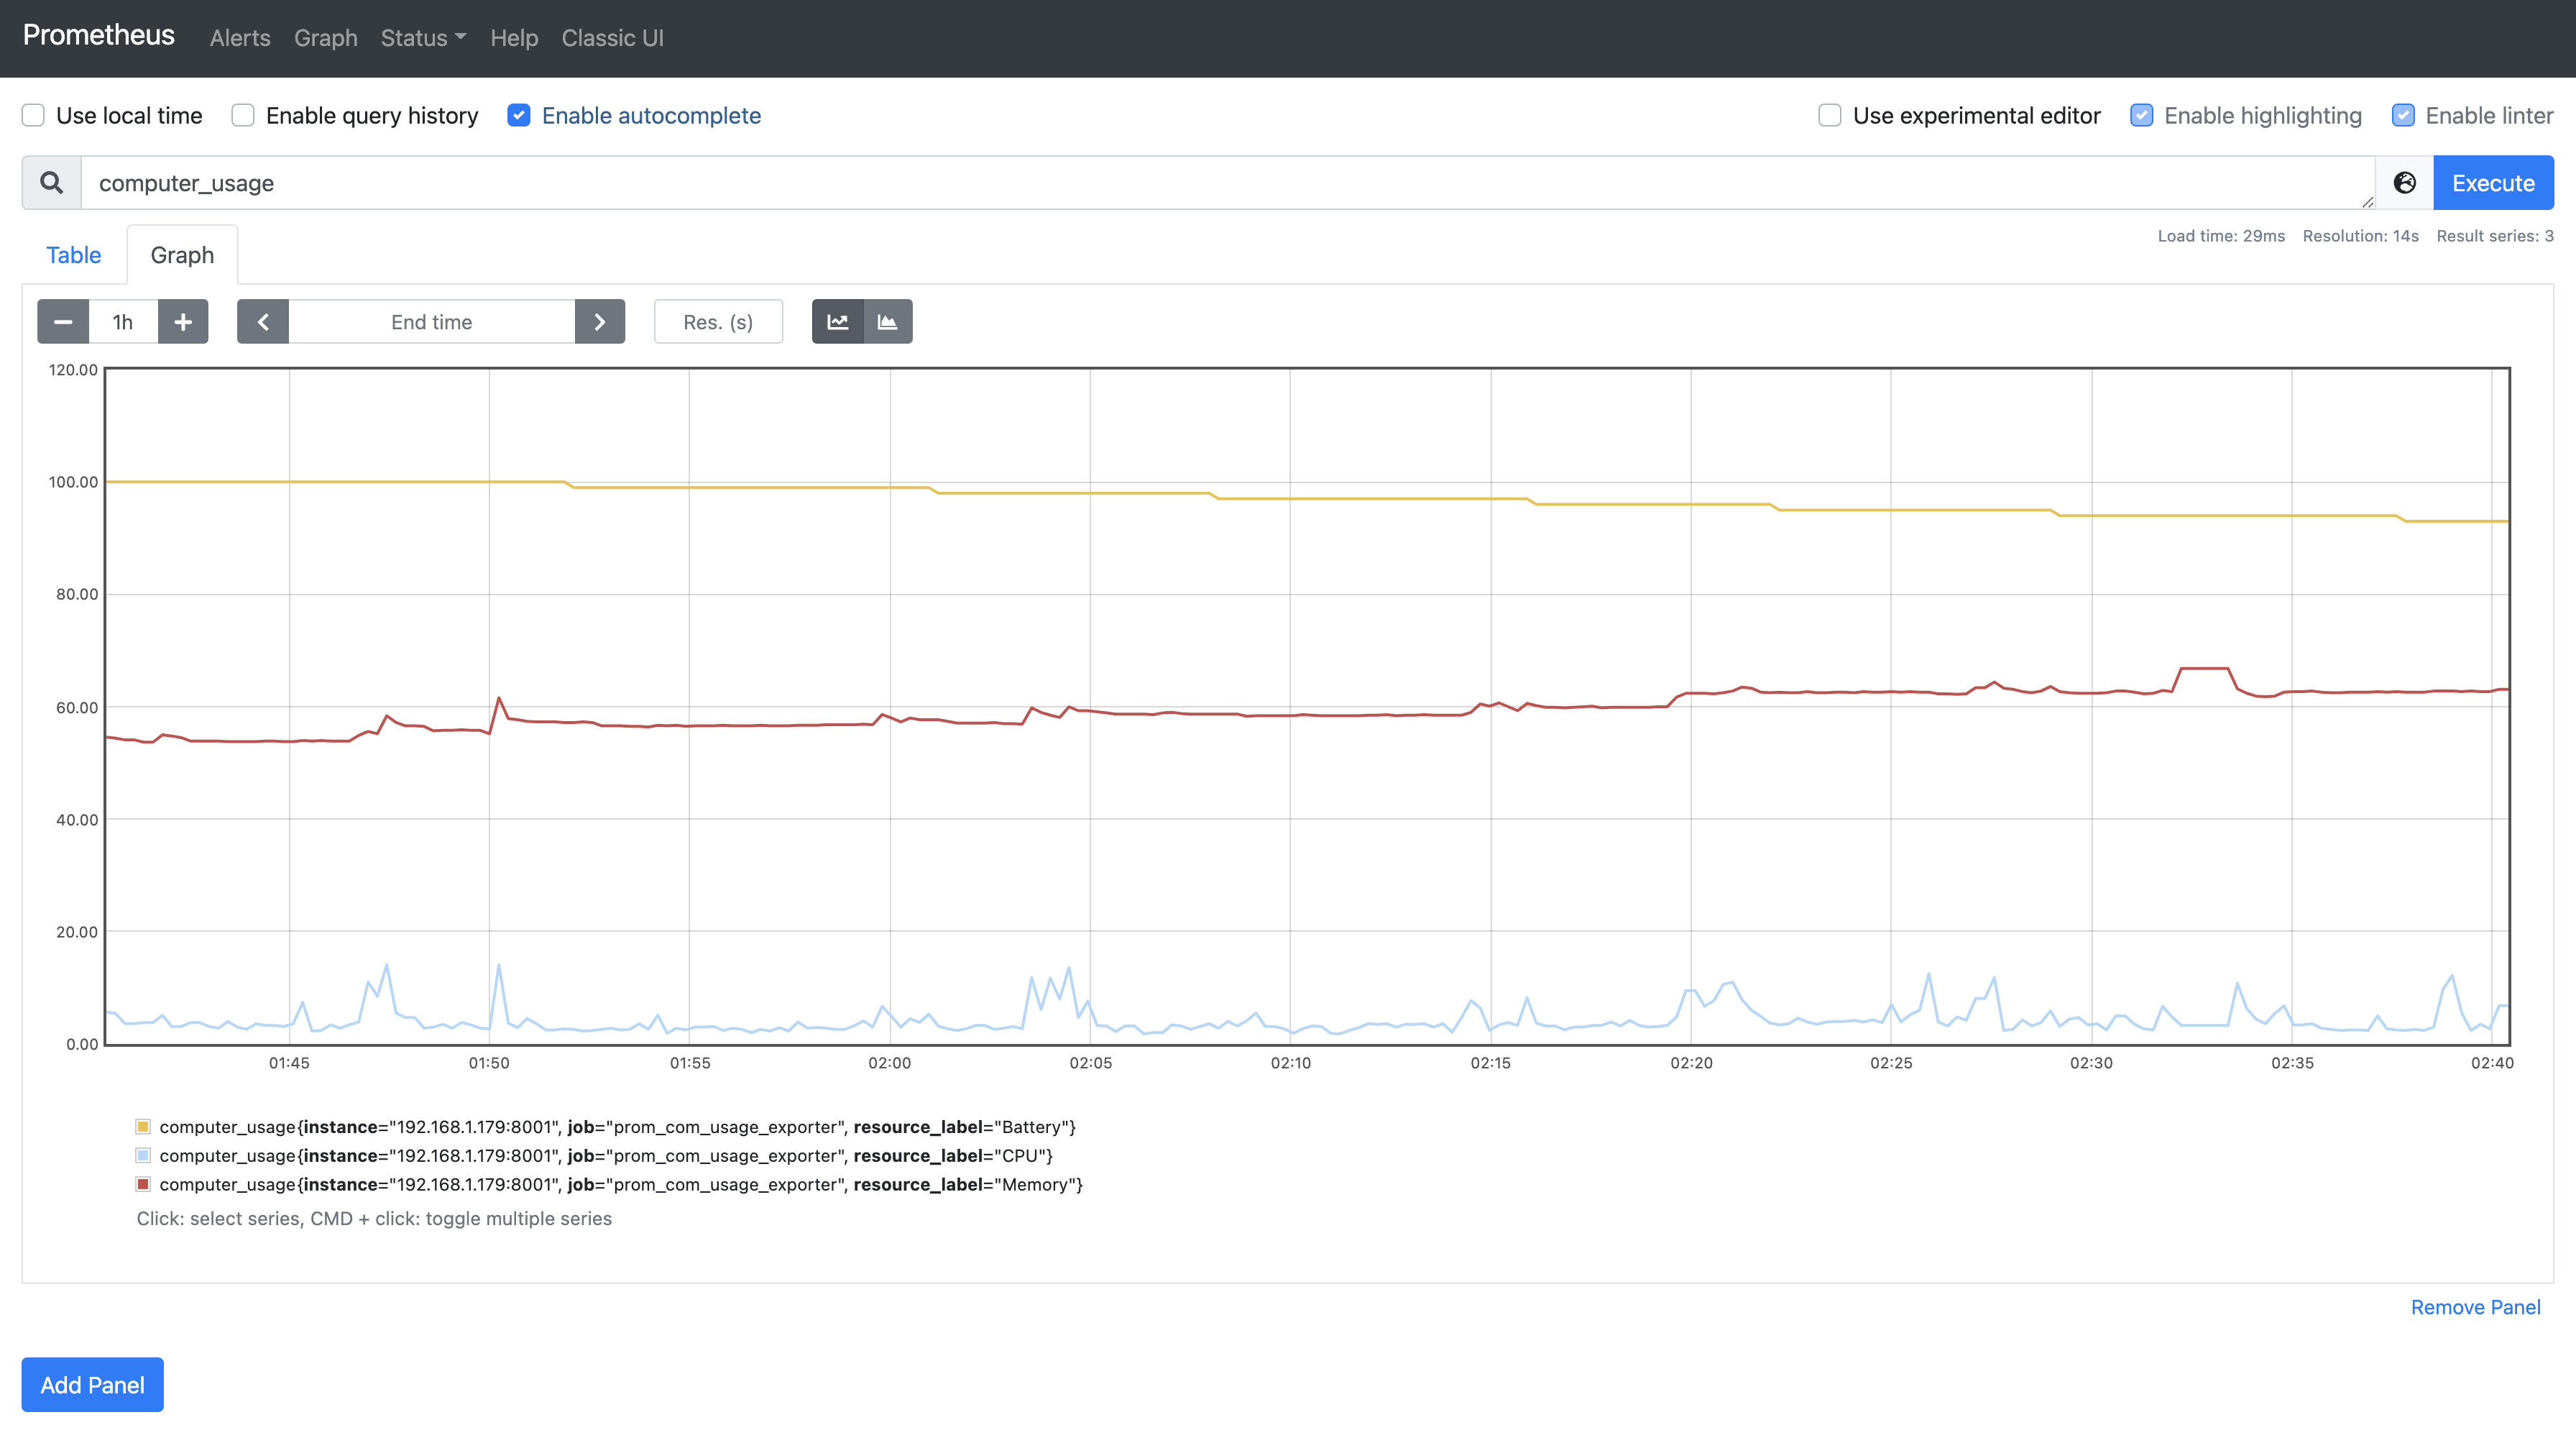 Prometheus Alerts Graph Status Help Classic UI
Use local time Enable query history Enable autocomplete Use experimental editor Enable highlighting Enable linter
computer_usage Execute
Table Graph Load time: 29ms Resolution: 14s Result series: 3
1h End time Res. (s)
120.00
100.00
80.00
60.00
40.00
20.00
0.00
01:45 01:50 01:55 02:00 02:05 02:10 02:15 02:20 02:25 02:30 02:35 02:40
computer_usage{instance="192.168.1.179:8001", job="prom_com_usage_exporter", resource_label="Battery"}
computer_usage{instance="192.168.1.179:8001", job="prom_com_usage_exporter", resource_label="CPU"}
computer_usage{instance="192.168.1.179:8001", job="prom_com_usage_exporter", resource_label="Memory"}
Click: select series, CMD + click: toggle multiple series
Remove Panel
Add Panel